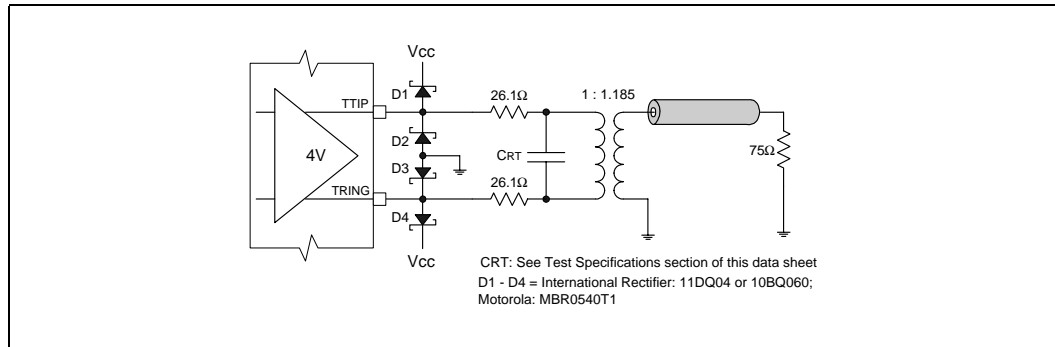 Vcc
D1
TTIP
26.1Ω
1 : 1.185
D2
4V
CRT
75Ω
D3
TRING
26.1Ω
D4
Vcc
CRT: See Test Specifications section of this data sheet
D1 - D4 = International Rectifier: 11DQ04 or 10BQ060;
Motorola: MBR0540T1